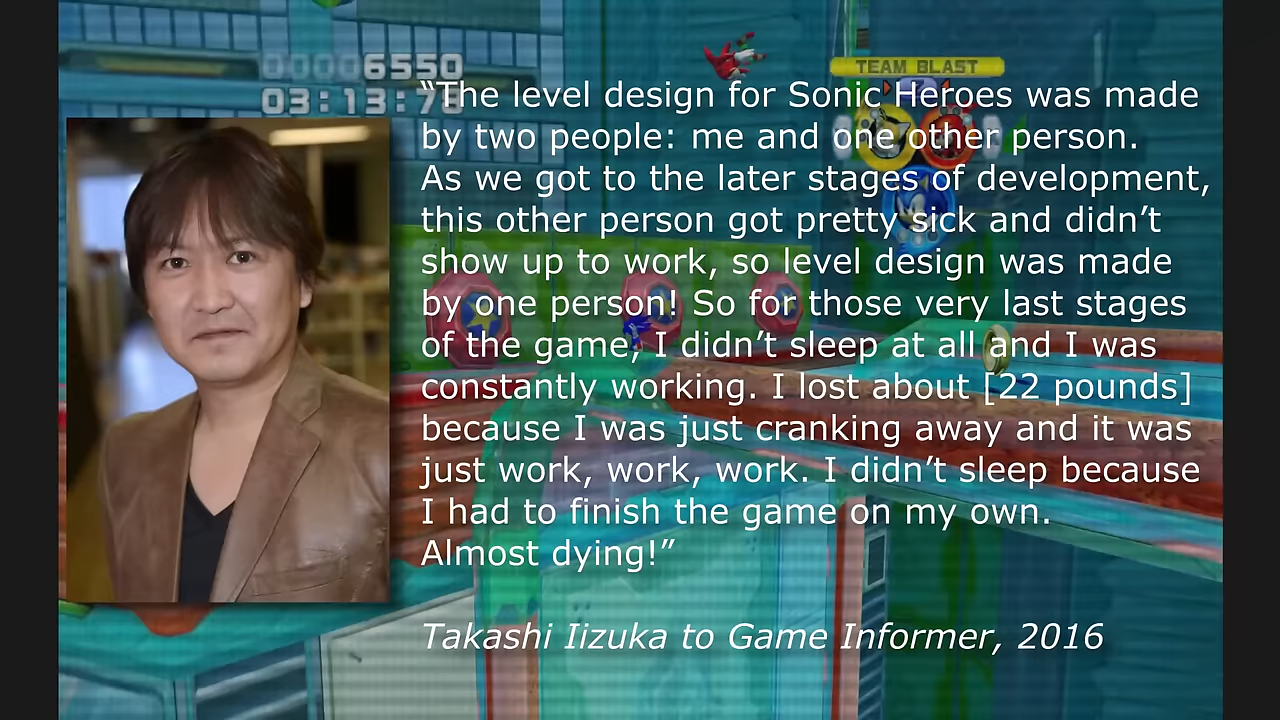 00006550
TEAM BLAST
03:13:78
“The level design for Sonic Heroes was made
by two people: me and one other person.
As we got to the later stages of development,
this other person got pretty sick and didn’t
show up to work, so level design was made
by one person! So for those very last stages
of the game, I didn’t sleep at all and I was
constantly working. I lost about [22 pounds]
because I was just cranking away and it was
just work, work, work. I didn’t sleep because
I had to finish the game on my own.
Almost dying!”
Takashi Iizuka to Game Informer, 2016